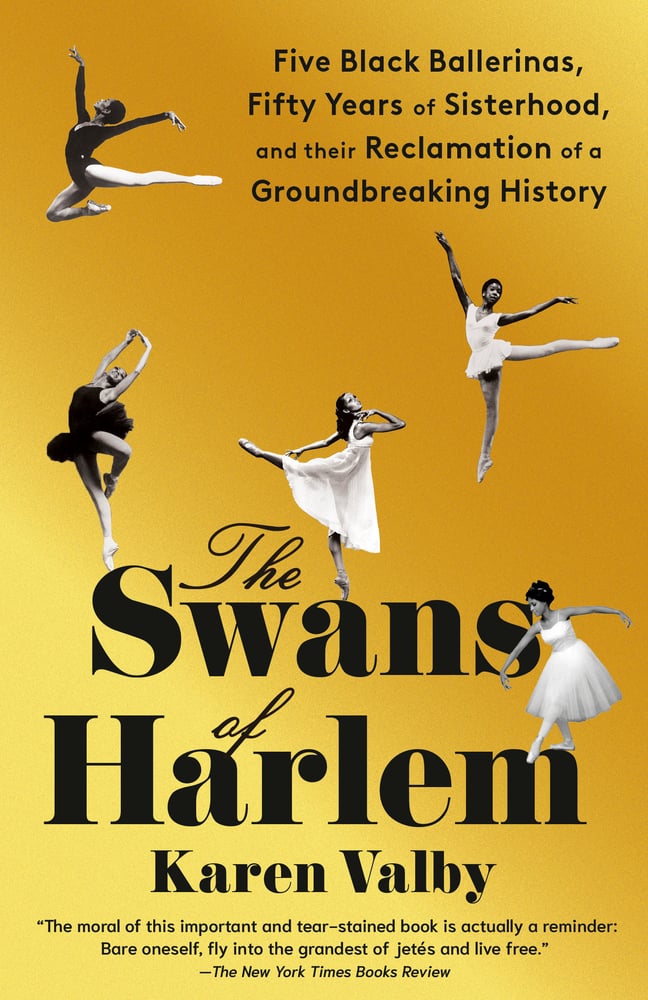 Five Black Ballerinas,
Fifty Years of Sisterhood,
and their Reclamation of a
Groundbreaking History
The
Swans
of
Harlem
Karen Valby
“The moral of this important and tear-stained book is actually a reminder:
Bare oneself, fly into the grandest of jetés and live free.”
—The New York Times Books Review